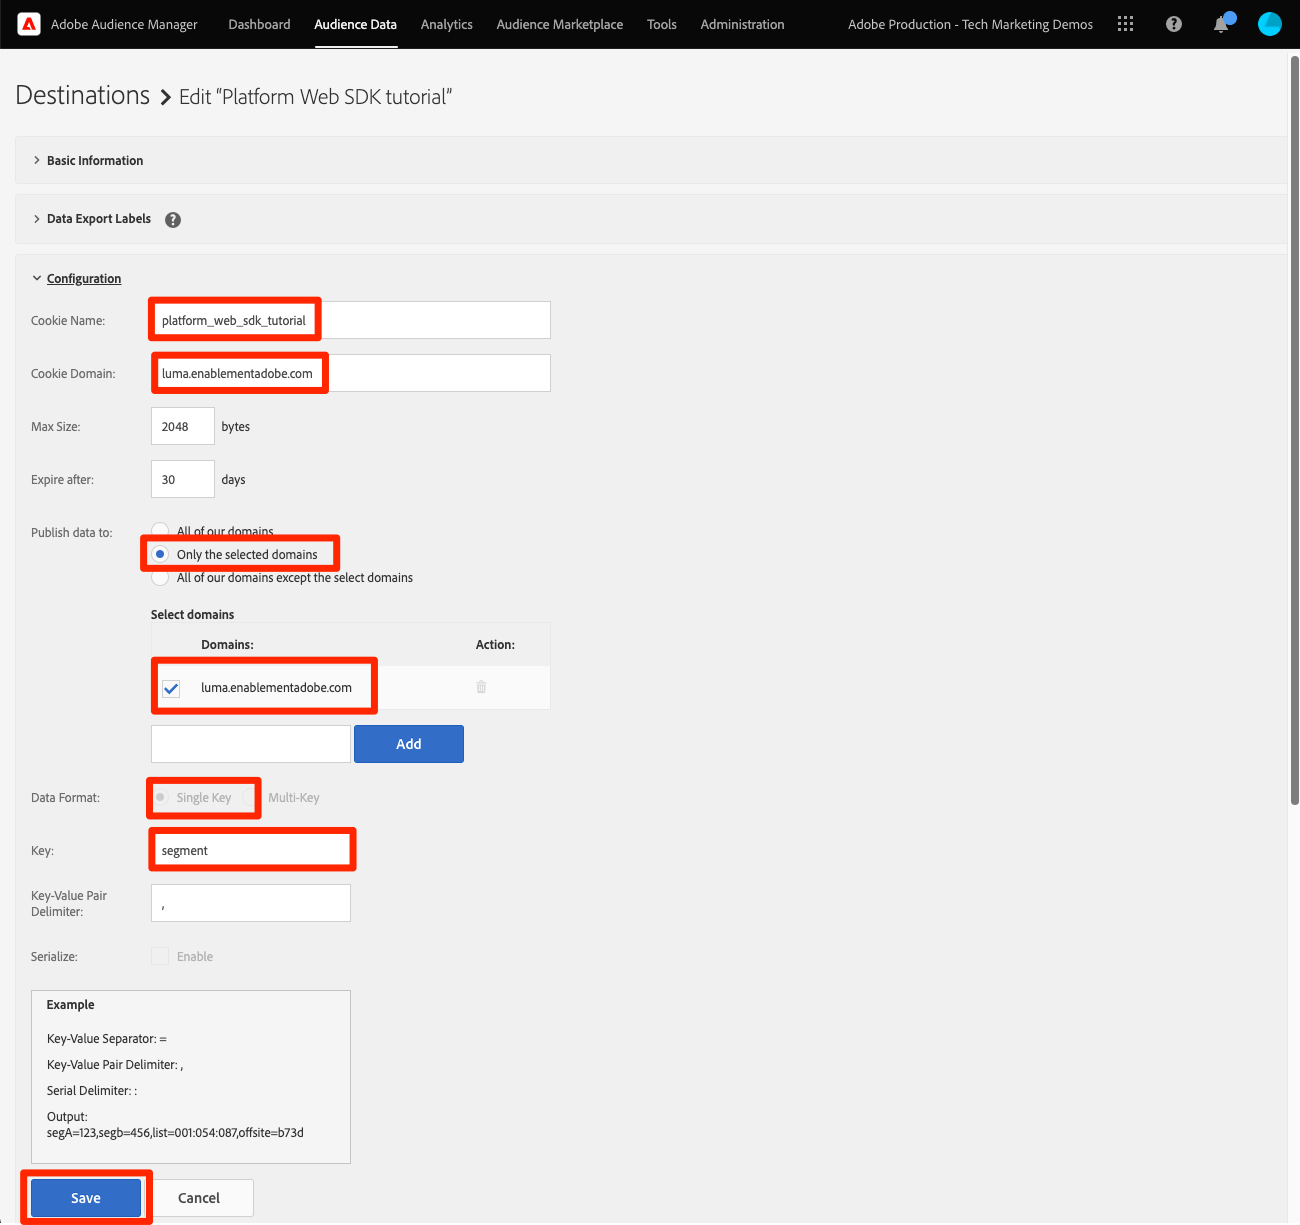 Adobe Audience Manager Dashboard Audience Data Analytics Audience Marketplace Tools Administration Adobe Production - Tech Marketing Demos
Destinations > Edit “Platform Web SDK tutorial”
Basic Information
Data Export Labels ?
Configuration
Cookie Name: platform_web_sdk_tutorial
Cookie Domain: luma.enablementadobe.com
Max Size: 2048 bytes
Expire after: 30 days
Publish data to: All of our domains
Only the selected domains
All of our domains except the select domains
Select domains
Domains: Action:
luma.enablementadobe.com
Add
Data Format: Single Key Multi-Key
Key: segment
Key-Value Pair
Delimiter: ,
Serialize: Enable
Example
Key-Value Separator: =
Key-Value Pair Delimiter: ,
Serial Delimiter: :
Output:
segA=123,segb=456,list=001:054:087,offsite=b73d
Save Cancel